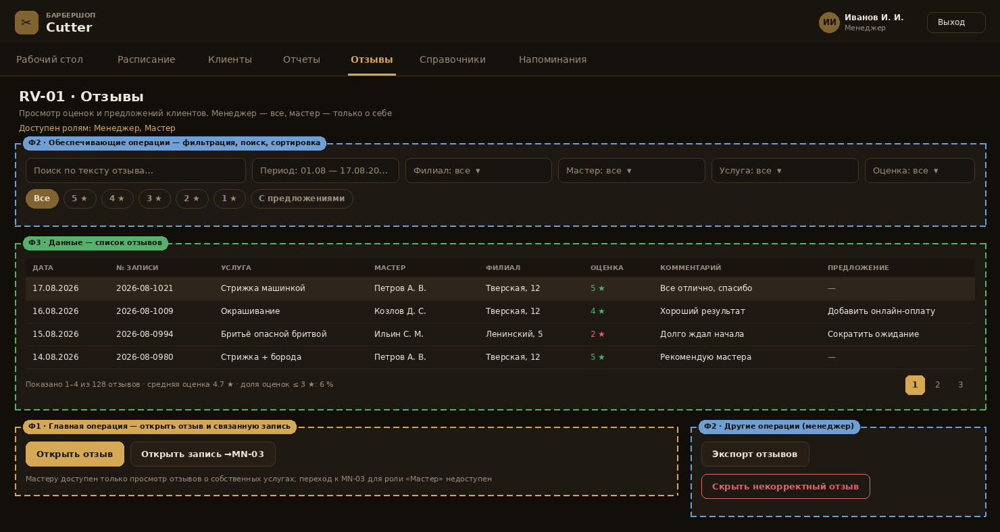 ✂ БАРБЕРШОП
Cutter
ИИ Иванов И. И.
Менеджер
Выход
Рабочий стол Расписание Клиенты Отчеты Отзывы Справочники Напоминания
RV-01 · Отзывы
Просмотр оценок и предложений клиентов. Менеджер — все, мастер — только о себе
Доступен ролям: Менеджер, Мастер
Ф2 · Обеспечивающие операции — фильтрация, поиск, сортировка
Поиск по тексту отзыва... Период: 01.08 — 17.08.20... Филиал: все ▾ Мастер: все ▾ Услуга: все ▾ Оценка: все ▾
Все 5 ★ 4 ★ 3 ★ 2 ★ 1 ★ С предложениями
Ф3 · Данные — список отзывов
ДАТА № ЗАПИСИ УСЛУГА МАСТЕР ФИЛИАЛ ОЦЕНКА КОММЕНТАРИЙ ПРЕДЛОЖЕНИЕ
17.08.2026 2026-08-1021 Стрижка машинкой Петров А. В. Тверская, 12 5 ★ Все отлично, спасибо —
16.08.2026 2026-08-1009 Окрашивание Козлов Д. С. Тверская, 12 4 ★ Хороший результат Добавить онлайн-оплату
15.08.2026 2026-08-0994 Бритьё опасной бритвой Ильин С. М. Ленинский, 5 2 ★ Долго ждал начала Сократить ожидание
14.08.2026 2026-08-0980 Стрижка + борода Петров А. В. Тверская, 12 5 ★ Рекомендую мастера —
Показано 1–4 из 128 отзывов · средняя оценка 4.7 ★ · доля оценок ≤ 3 ★: 6 % 1 2 3
Ф1 · Главная операция — открыть отзыв и связанную запись
Открыть отзыв Открыть запись →MN-03
Мастеру доступен только просмотр отзывов о собственных услугах; переход к MN-03 для роли «Мастер» недоступен
Ф2 · Другие операции (менеджер)
Экспорт отзывов
Скрыть некорректный отзыв